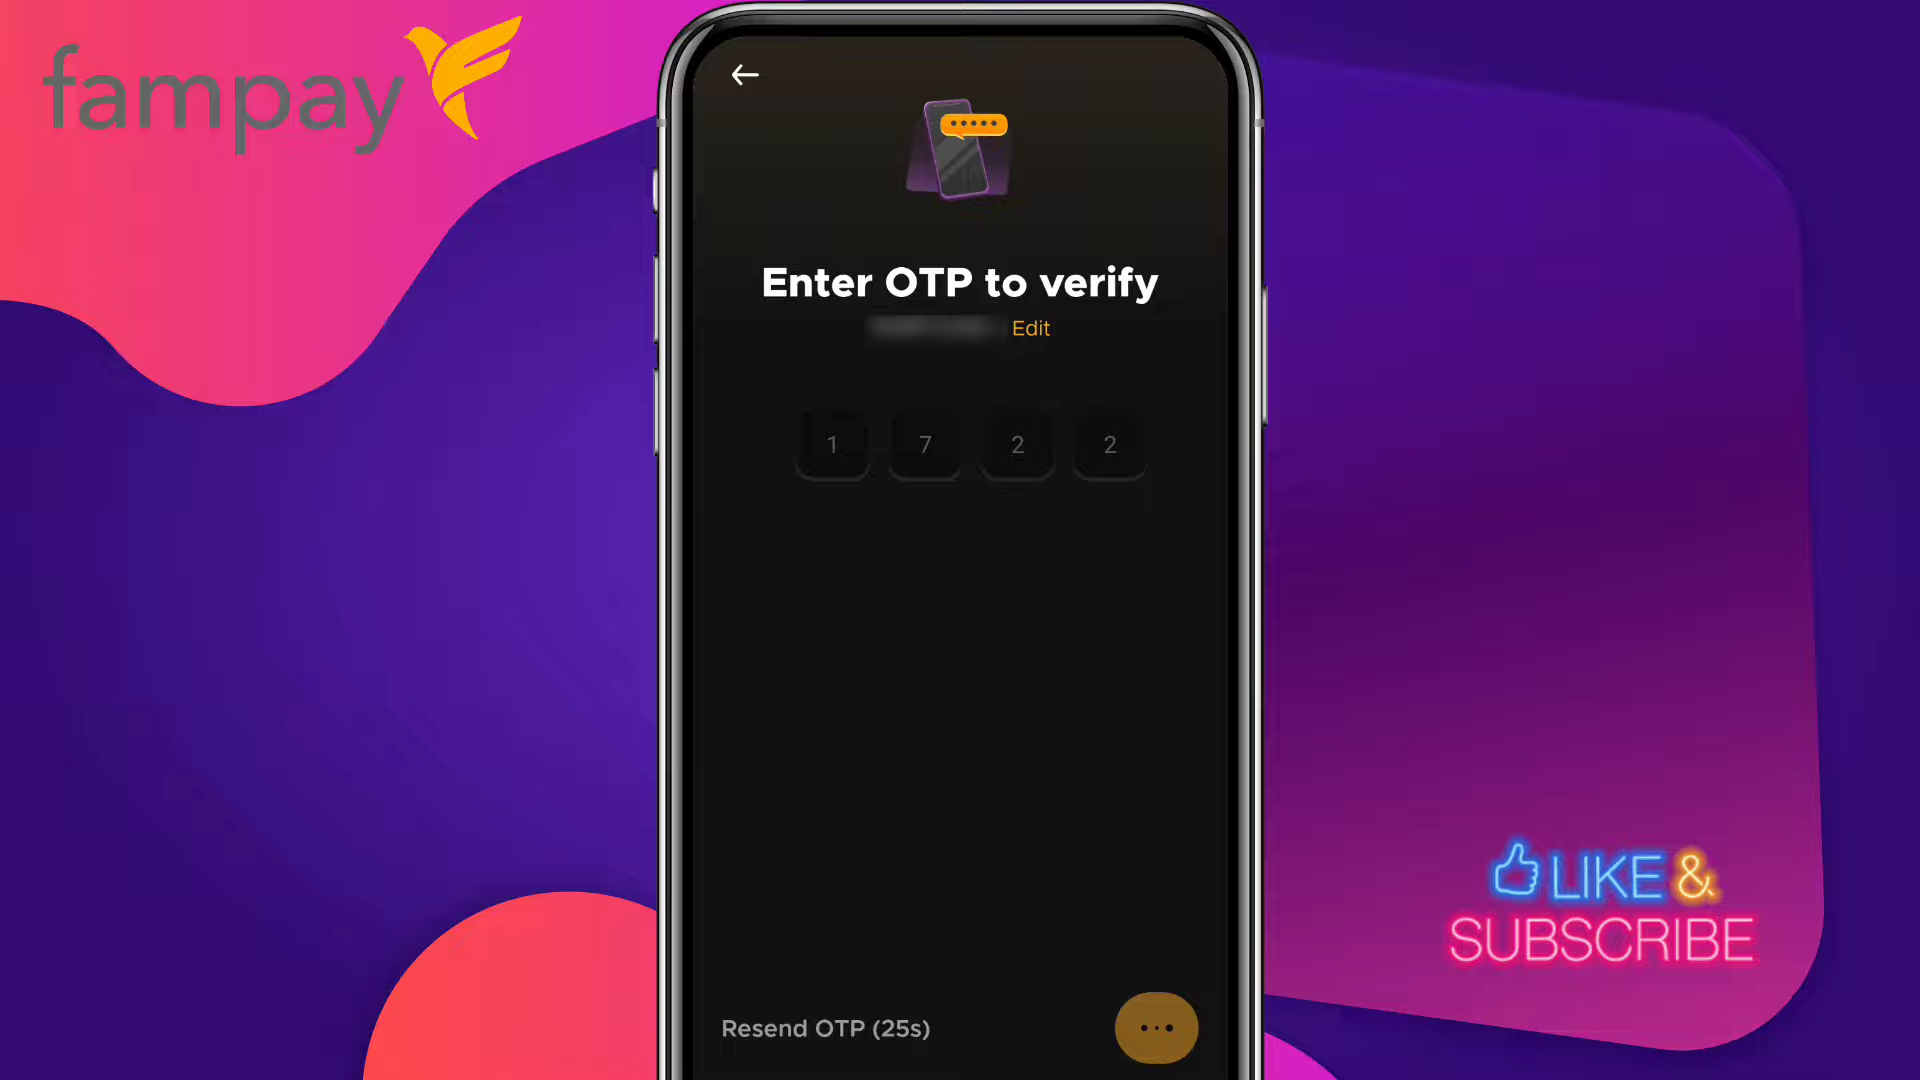 fampay
Enter OTP to verify
Edit
1 7 2 2
Resend OTP (25s)
LIKE &
SUBSCRIBE